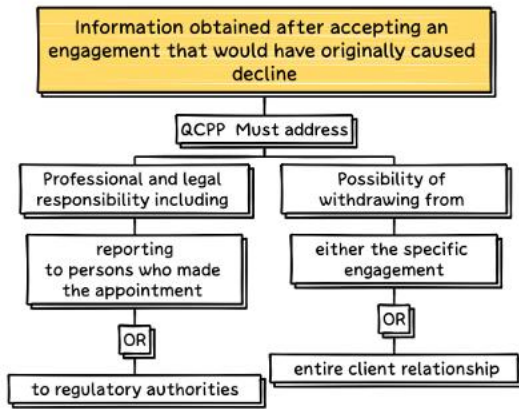 Information obtained after accepting an
engagement that would have originally caused
decline
QCPP Must address
Professional and legal
responsibility including
reporting
to persons who made
the appointment
OR
to regulatory authorities
Possibility of
withdrawing from
either the specific
engagement
OR
entire client relationship